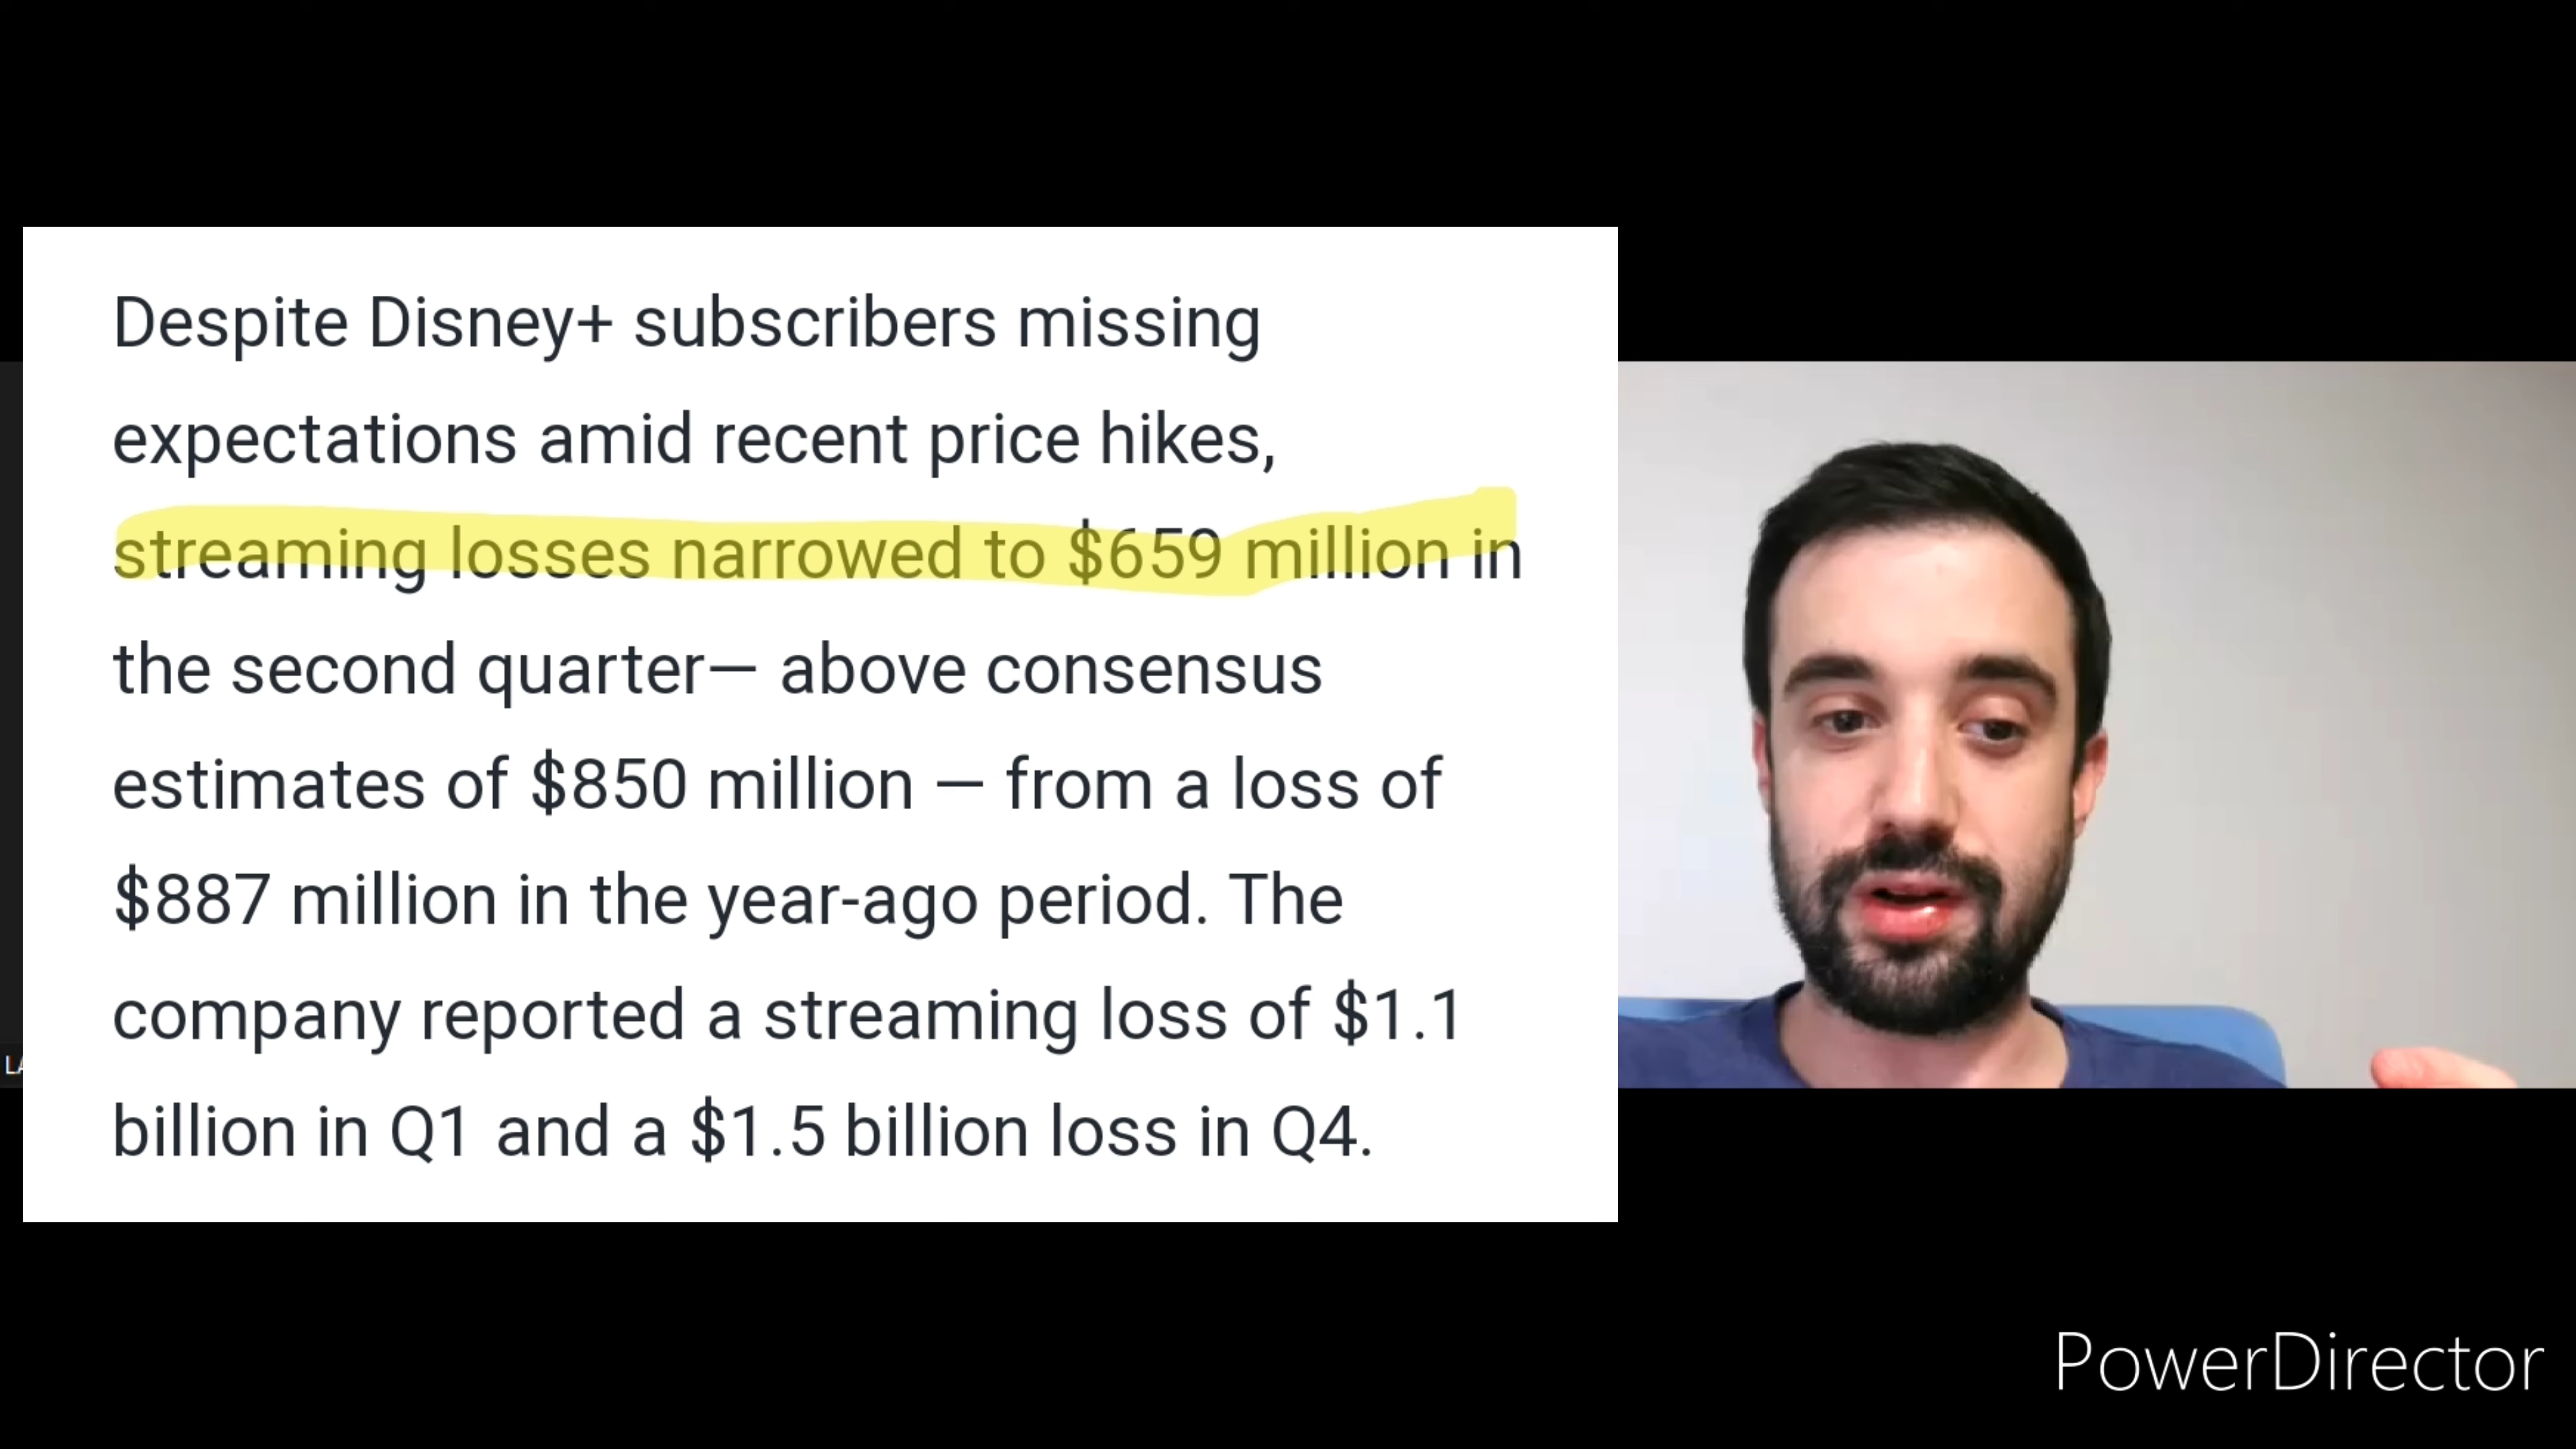 Despite Disney+ subscribers missing
expectations amid recent price hikes,
streaming losses narrowed to $659 million in
the second quarter— above consensus
estimates of $850 million — from a loss of
$887 million in the year-ago period. The
company reported a streaming loss of $1.1
billion in Q1 and a $1.5 billion loss in Q4.
PowerDirector